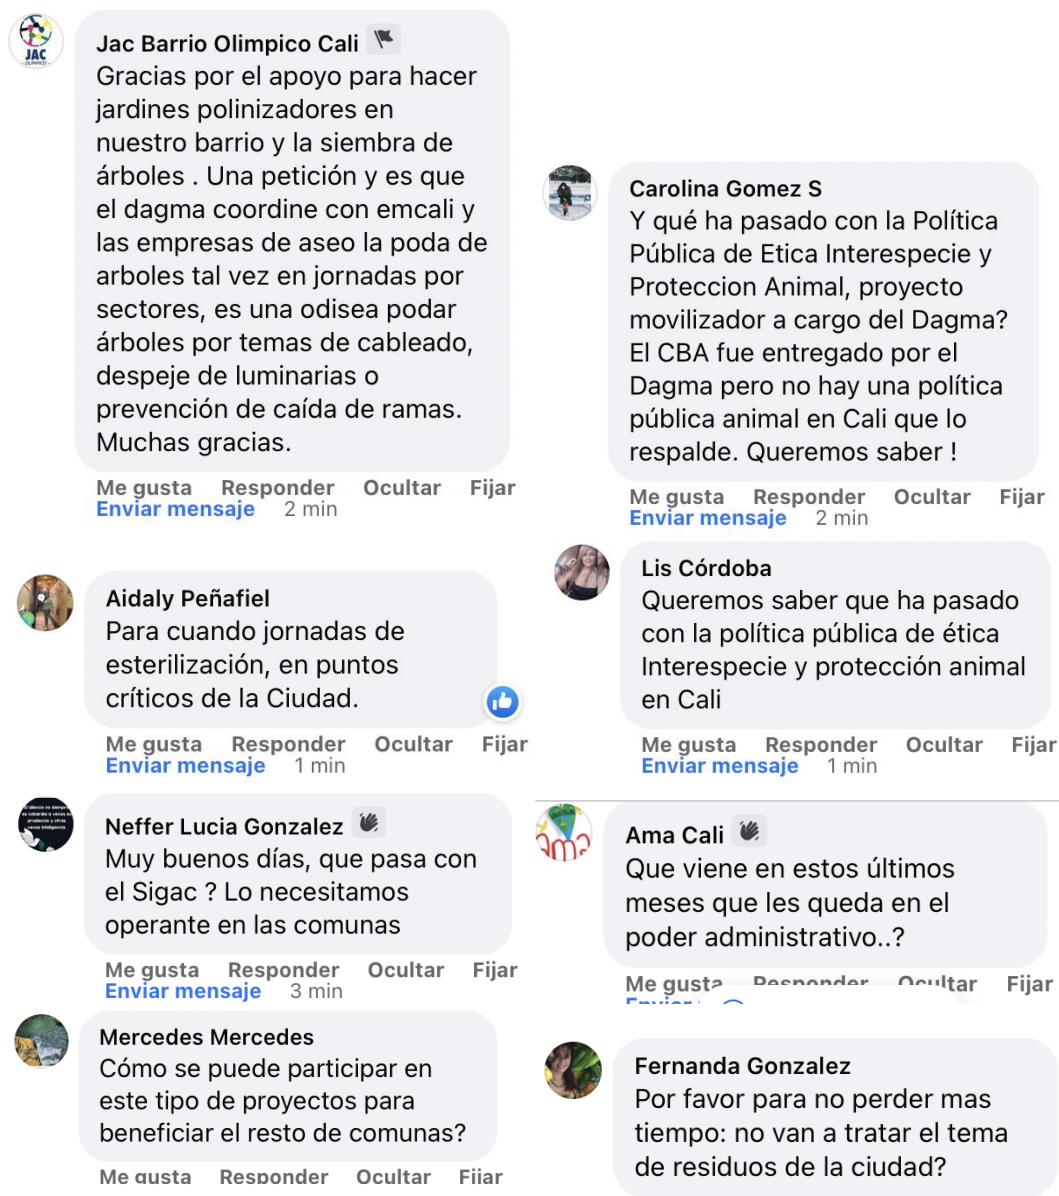 JAC
OLIMPICO
Jac Barrio Olimpico Cali
Gracias por el apoyo para hacer
jardines polinizadores en
nuestro barrio y la siembra de
árboles . Una petición y es que
el dagma coordine con emcali y
las empresas de aseo la poda de
arboles tal vez en jornadas por
sectores, es una odisea podar
árboles por temas de cableado,
despeje de luminarias o
prevención de caída de ramas.
Muchas gracias.
Me gusta Responder Ocultar Fijar
Enviar mensaje 2 min
Aidaly Peñafiel
Para cuando jornadas de
esterilización, en puntos
críticos de la Ciudad.
Me gusta Responder Ocultar Fijar
Enviar mensaje 1 min
Neffer Lucia Gonzalez
Muy buenos días, que pasa con
el Sigac ? Lo necesitamos
operante en las comunas
Me gusta Responder Ocultar Fijar
Enviar mensaje 3 min
Mercedes Mercedes
Cómo se puede participar en
este tipo de proyectos para
beneficiar el resto de comunas?
Me gusta Responder Ocultar Fijar
Carolina Gomez S
Y qué ha pasado con la Política
Pública de Etica Interespecie y
Proteccion Animal, proyecto
movilizador a cargo del Dagma?
El CBA fue entregado por el
Dagma pero no hay una política
pública animal en Cali que lo
respalde. Queremos saber !
Me gusta Responder Ocultar Fijar
Enviar mensaje 2 min
Lis Córdoba
Queremos saber que ha pasado
con la política pública de ética
Interespecie y protección animal
en Cali
Me gusta Responder Ocultar Fijar
Enviar mensaje 1 min
ama
Ama Cali
Que viene en estos últimos
meses que les queda en el
poder administrativo..?
Me gusta Responder Ocultar Fijar
Enviar
Fernanda Gonzalez
Por favor para no perder mas
tiempo: no van a tratar el tema
de residuos de la ciudad?